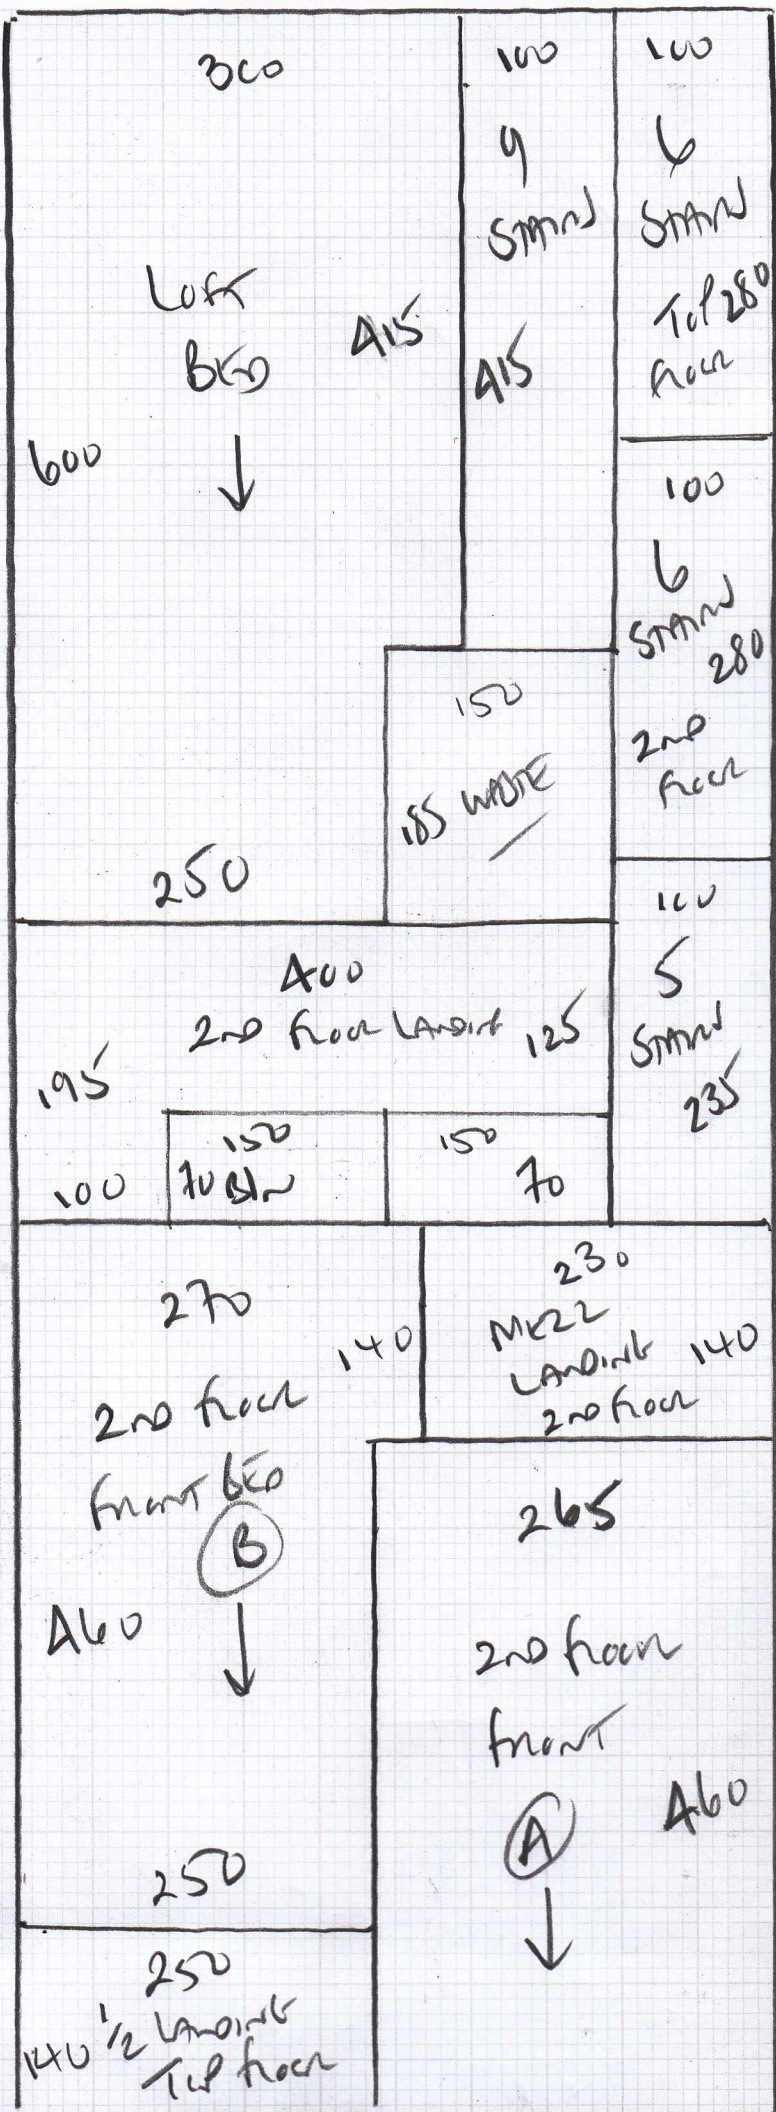 300
LOFT
BED
415
600
250
100
9
STAIRS
415
100
6
STAIRS
TOP 280
FLOOR
100
6
STAIRS
280
2ND
FLOOR
150
185 WASTE
100
5
STAIRS
235
400
2ND FLOOR LANDING 125
195
100
150
70 BIN
150
70
270
140
2ND FLOOR
FRONT BED
B
460
250
230
MEZZ
LANDING 140
2ND FLOOR
265
2ND FLOOR
FRONT
A
460
250
140 1/2 LANDING
TOP FLOOR